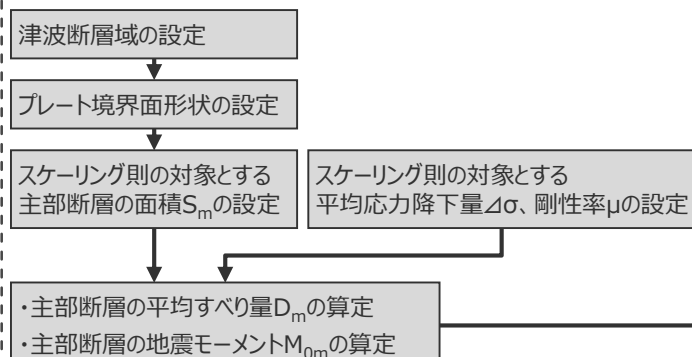 津波断層域の設定
プレート境界面形状の設定
スケーリング則の対象とする
主部断層の面積Smの設定
スケーリング則の対象とする
平均応力降下量⊿σ、剛性率μの設定
・主部断層の平均すべり量Dmの算定
・主部断層の地震モーメントM0mの算定